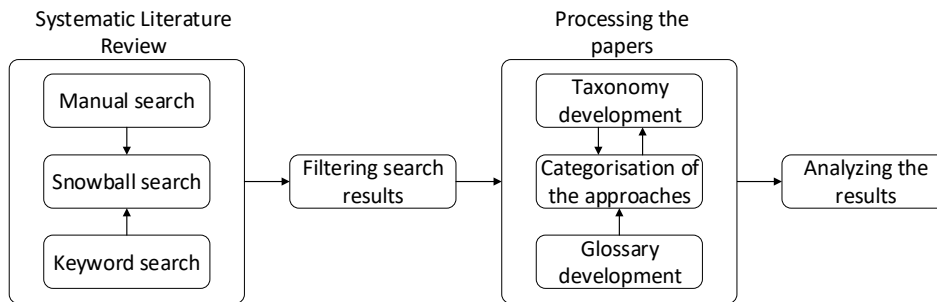 Systematic Literature
Review
Manual search
Snowball search
Keyword search
Filtering search
results
Processing the
papers
Taxonomy
development
Categorisation of
the approaches
Glossary
development
Analyzing the
results